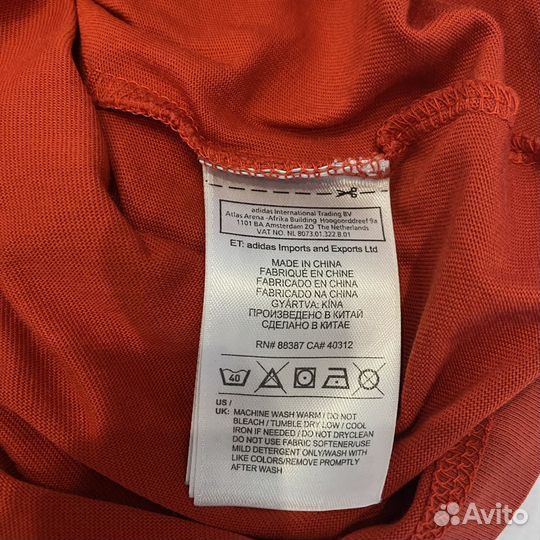 adidas International Trading BV
Atlas Arena -Afrika Building Hoogoorddreef 9a
1101 BA Amsterdam ZO The Netherlands
VAT NO. NL 8073.01.322.B.01
ET: adidas Imports and Exports Ltd
MADE IN CHINA
FABRIQUÉ EN CHINE
FABRICADO EN CHINA
FABRICADO NA CHINA
GYÁRTVA: KÍNA
ПРОИЗВЕДЕНО В КИТАЙ
СДЕЛАНО В КИТАЕ
RN# 88387 CA# 40312
40
US /
UK: MACHINE WASH WARM / DO NOT
BLEACH / TUMBLE DRY LOW / COOL
IRON IF NEEDED / DO NOT DRYCLEAN
DO NOT USE FABRIC SOFTENER/USE
MILD DETERGENT ONLY/WASH WITH
LIKE COLORS/REMOVE PROMPTLY
AFTER WASH
Avito